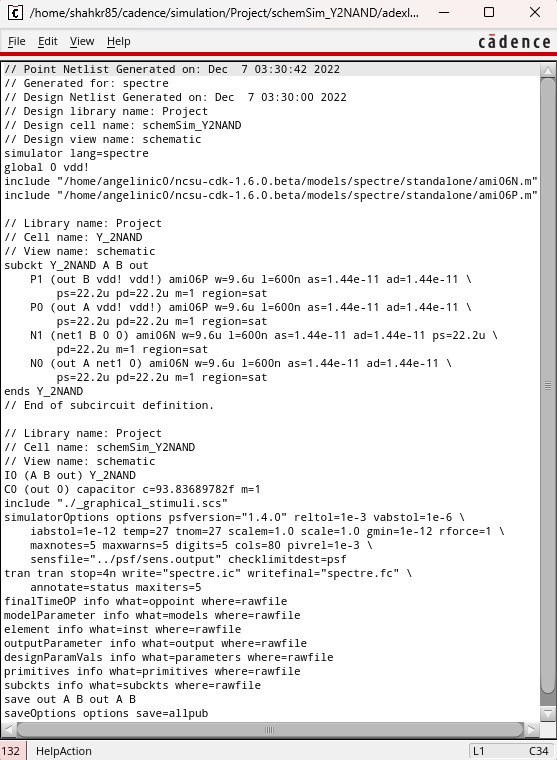 /home/shahkr85/cadence/simulation/Project/schemSim_Y2NAND/adexl...
File Edit View Help
cādence
// Point Netlist Generated on: Dec  7 03:30:42 2022
// Generated for: spectre
// Design Netlist Generated on: Dec  7 03:30:00 2022
// Design library name: Project
// Design cell name: schemSim_Y2NAND
// Design view name: schematic
simulator lang=spectre
global 0 vdd!
include "/home/angelinic0/ncsu-cdk-1.6.0.beta/models/spectre/standalone/ami06N.m"
include "/home/angelinic0/ncsu-cdk-1.6.0.beta/models/spectre/standalone/ami06P.m"
// Library name: Project
// Cell name: Y_2NAND
// View name: schematic
subckt Y_2NAND A B out
    P1 (out B vdd! vdd!) ami06P w=9.6u l=600n as=1.44e-11 ad=1.44e-11 \
        ps=22.2u pd=22.2u m=1 region=sat
    P0 (out A vdd! vdd!) ami06P w=9.6u l=600n as=1.44e-11 ad=1.44e-11 \
        ps=22.2u pd=22.2u m=1 region=sat
    N1 (net1 B 0 0) ami06N w=9.6u l=600n as=1.44e-11 ad=1.44e-11 ps=22.2u \
        pd=22.2u m=1 region=sat
    N0 (out A net1 0) ami06N w=9.6u l=600n as=1.44e-11 ad=1.44e-11 \
        ps=22.2u pd=22.2u m=1 region=sat
ends Y_2NAND
// End of subcircuit definition.
// Library name: Project
// Cell name: schemSim_Y2NAND
// View name: schematic
I0 (A B out) Y_2NAND
C0 (out 0) capacitor c=93.83689782f m=1
include "./_graphical_stimuli.scs"
simulatorOptions options psfversion="1.4.0" reltol=1e-3 vabstol=1e-6 \
    iabstol=1e-12 temp=27 tnom=27 scalem=1.0 scale=1.0 gmin=1e-12 rforce=1 \
    maxnotes=5 maxwarns=5 digits=5 cols=80 pivrel=1e-3 \
    sensfile="../psf/sens.output" checklimitdest=psf
tran tran stop=4n write="spectre.ic" writefinal="spectre.fc" \
    annotate=status maxiters=5
finalTimeOP info what=oppoint where=rawfile
modelParameter info what=models where=rawfile
element info what=inst where=rawfile
outputParameter info what=output where=rawfile
designParamVals info what=parameters where=rawfile
primitives info what=primitives where=rawfile
subckts info what=subckts where=rawfile
save out A B out A B
saveOptions options save=allpub
132 HelpAction L1 C34